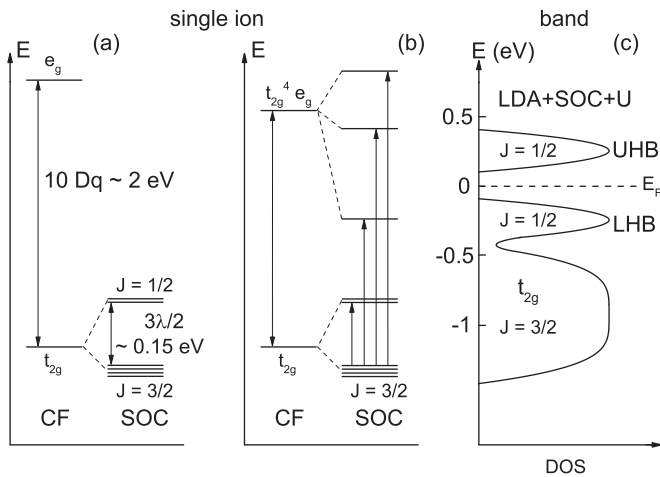 single ion
band
E
(a)
e_g
10 Dq ~ 2 eV
J = 1/2
3λ/2
~ 0.15 eV
t_2g
J = 3/2
CF
SOC
E
(b)
t_2g^4 e_g
t_2g
J = 3/2
CF
SOC
E (eV)
(c)
LDA+SOC+U
0.5
J = 1/2
UHB
0
E_F
J = 1/2
LHB
-0.5
t_2g
-1
J = 3/2
DOS